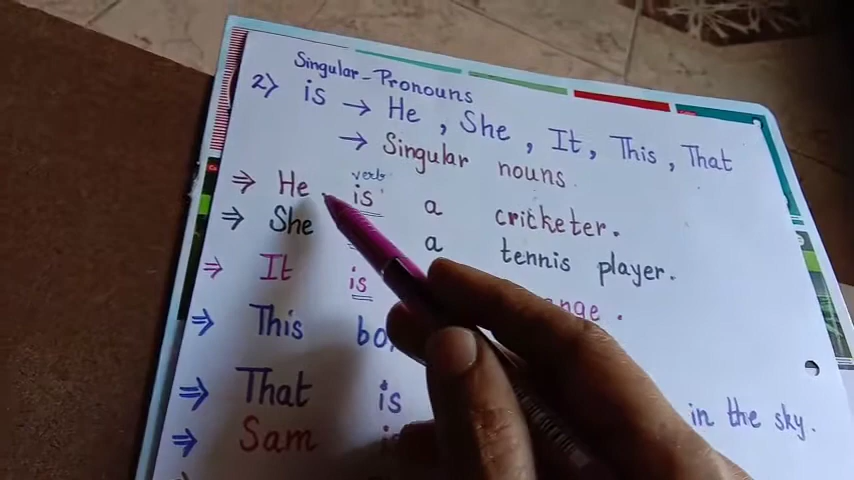 Singular - Pronouns
2) is → He, She, It, This, That
→ Singular nouns
verb
⇒ He is a cricketer.
⇒ She a tennis player.
⇒ It is
⇒ This
⇒ That is in the sky.
⇒ Sam